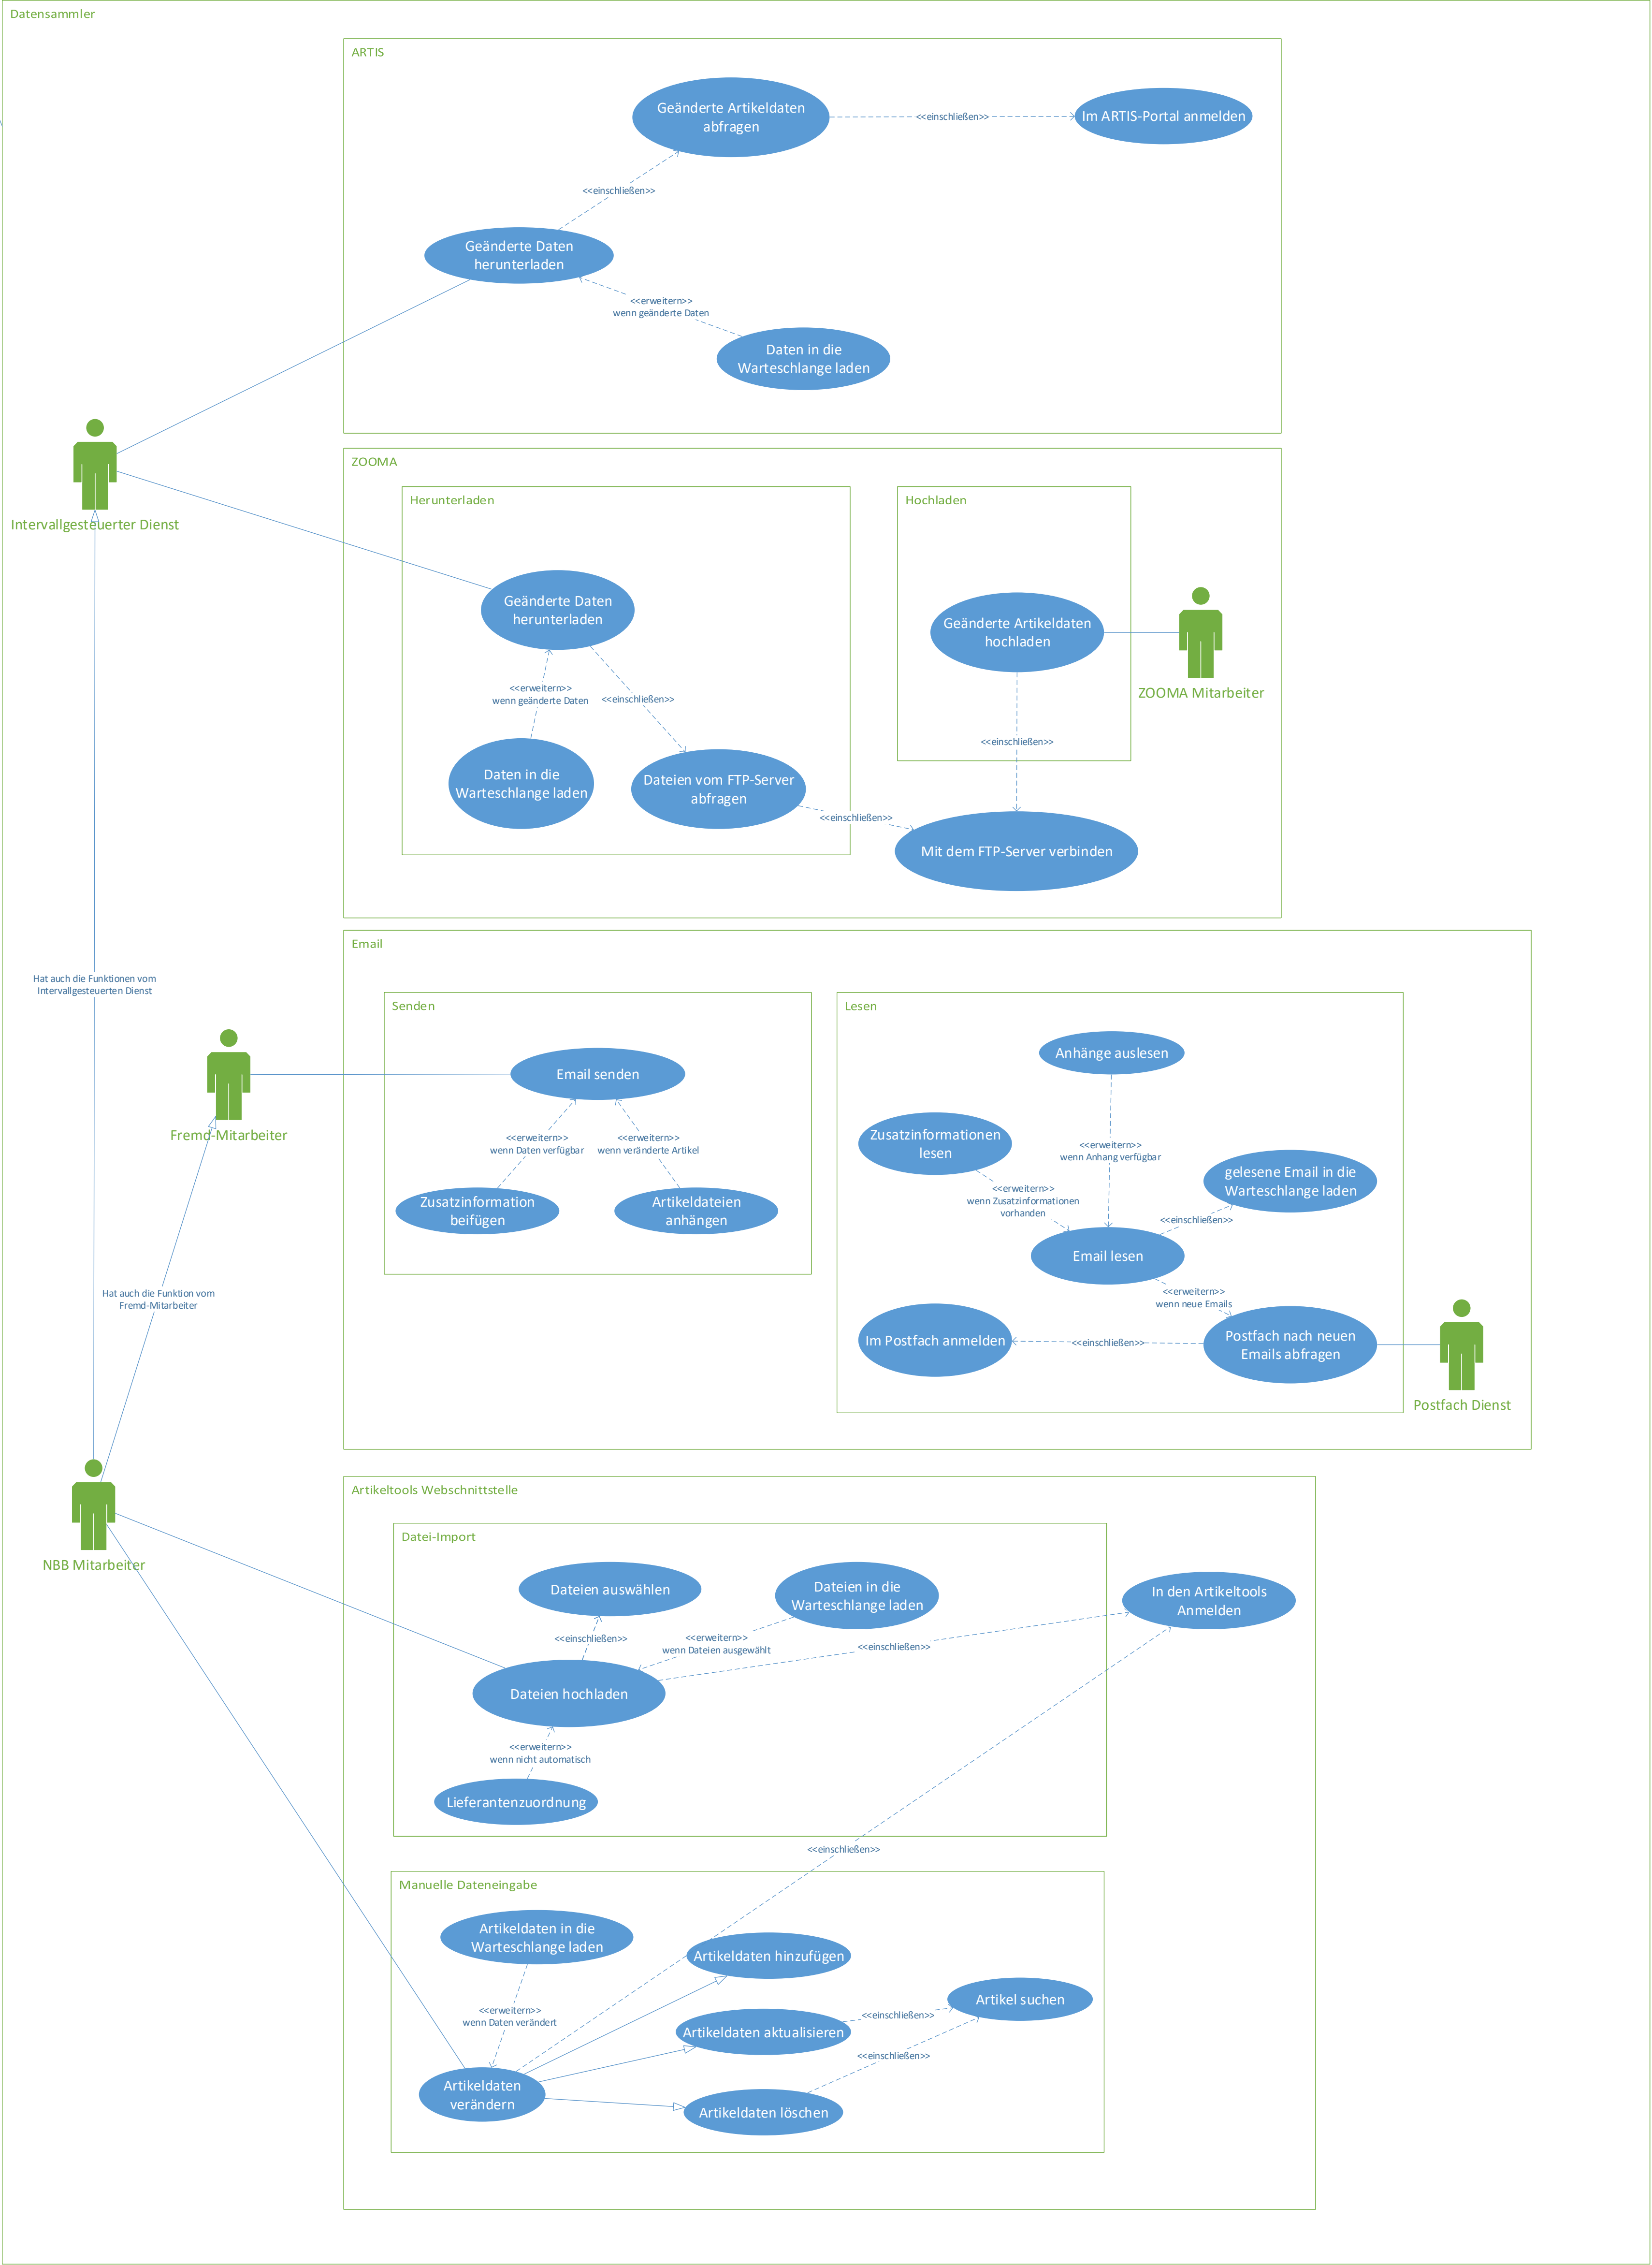 Datensammler
ARTIS
Geänderte Artikeldaten
abfragen
<<einschließen>>
Im ARTIS-Portal anmelden
<<einschließen>>
Geänderte Daten
herunterladen
<<erweitern>>
wenn geänderte Daten
Daten in die
Warteschlange laden
Intervallgesteuerter Dienst
ZOOMA
Herunterladen
Hochladen
Geänderte Daten
herunterladen
Geänderte Artikeldaten
hochladen
ZOOMA Mitarbeiter
<<erweitern>>
wenn geänderte Daten
<<einschließen>>
<<einschließen>>
Daten in die
Warteschlange laden
Dateien vom FTP-Server
abfragen
<<einschließen>>
Mit dem FTP-Server verbinden
Email
Hat auch die Funktionen vom
Intervallgesteuerten Dienst
Senden
Lesen
Email senden
Fremd-Mitarbeiter
<<erweitern>>
wenn Daten verfügbar
<<erweitern>>
wenn veränderte Artikel
Zusatzinformation
beifügen
Artikeldateien
anhängen
Anhänge auslesen
Zusatzinformationen
lesen
<<erweitern>>
wenn Anhang verfügbar
gelesene Email in die
Warteschlange laden
<<erweitern>>
wenn Zusatzinformationen
vorhanden
<<einschließen>>
Email lesen
<<erweitern>>
wenn neue Emails
Im Postfach anmelden
<<einschließen>>
Postfach nach neuen
Emails abfragen
Postfach Dienst
Hat auch die Funktion vom
Fremd-Mitarbeiter
NBB Mitarbeiter
Artikeltools Webschnittstelle
Datei-Import
Dateien auswählen
Dateien in die
Warteschlange laden
In den Artikeltools
Anmelden
<<einschließen>>
<<erweitern>>
wenn Dateien ausgewählt
<<einschließen>>
Dateien hochladen
<<erweitern>>
wenn nicht automatisch
Lieferantenzuordnung
<<einschließen>>
Manuelle Dateneingabe
Artikeldaten in die
Warteschlange laden
Artikeldaten hinzufügen
<<erweitern>>
wenn Daten verändert
Artikeldaten aktualisieren
<<einschließen>>
Artikel suchen
<<einschließen>>
Artikeldaten
verändern
Artikeldaten löschen